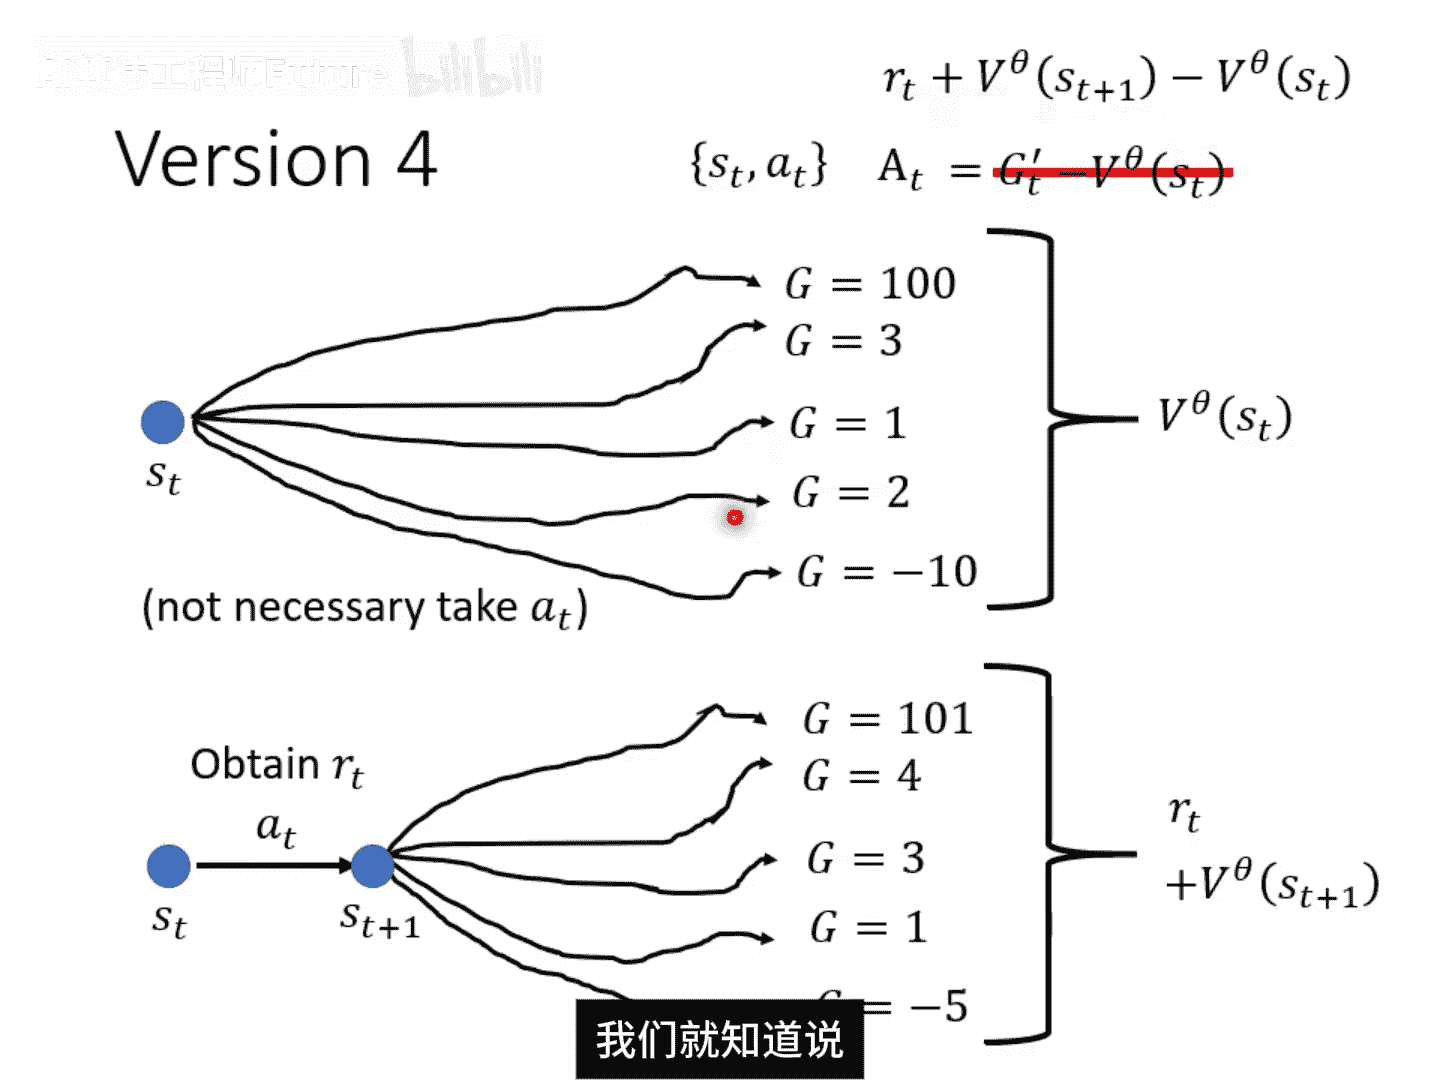 bilibili
r_t + V^θ(s_{t+1}) − V^θ(s_t)
Version 4
{s_t, a_t} A_t = G'_t − V^θ(s_t)
G = 100
G = 3
G = 1
V^θ(s_t)
s_t
G = 2
G = −10
(not necessary take a_t)
G = 101
Obtain r_t
G = 4
a_t
r_t
G = 3
+V^θ(s_{t+1})
s_t
s_{t+1}
G = 1
G = −5
我们就知道说